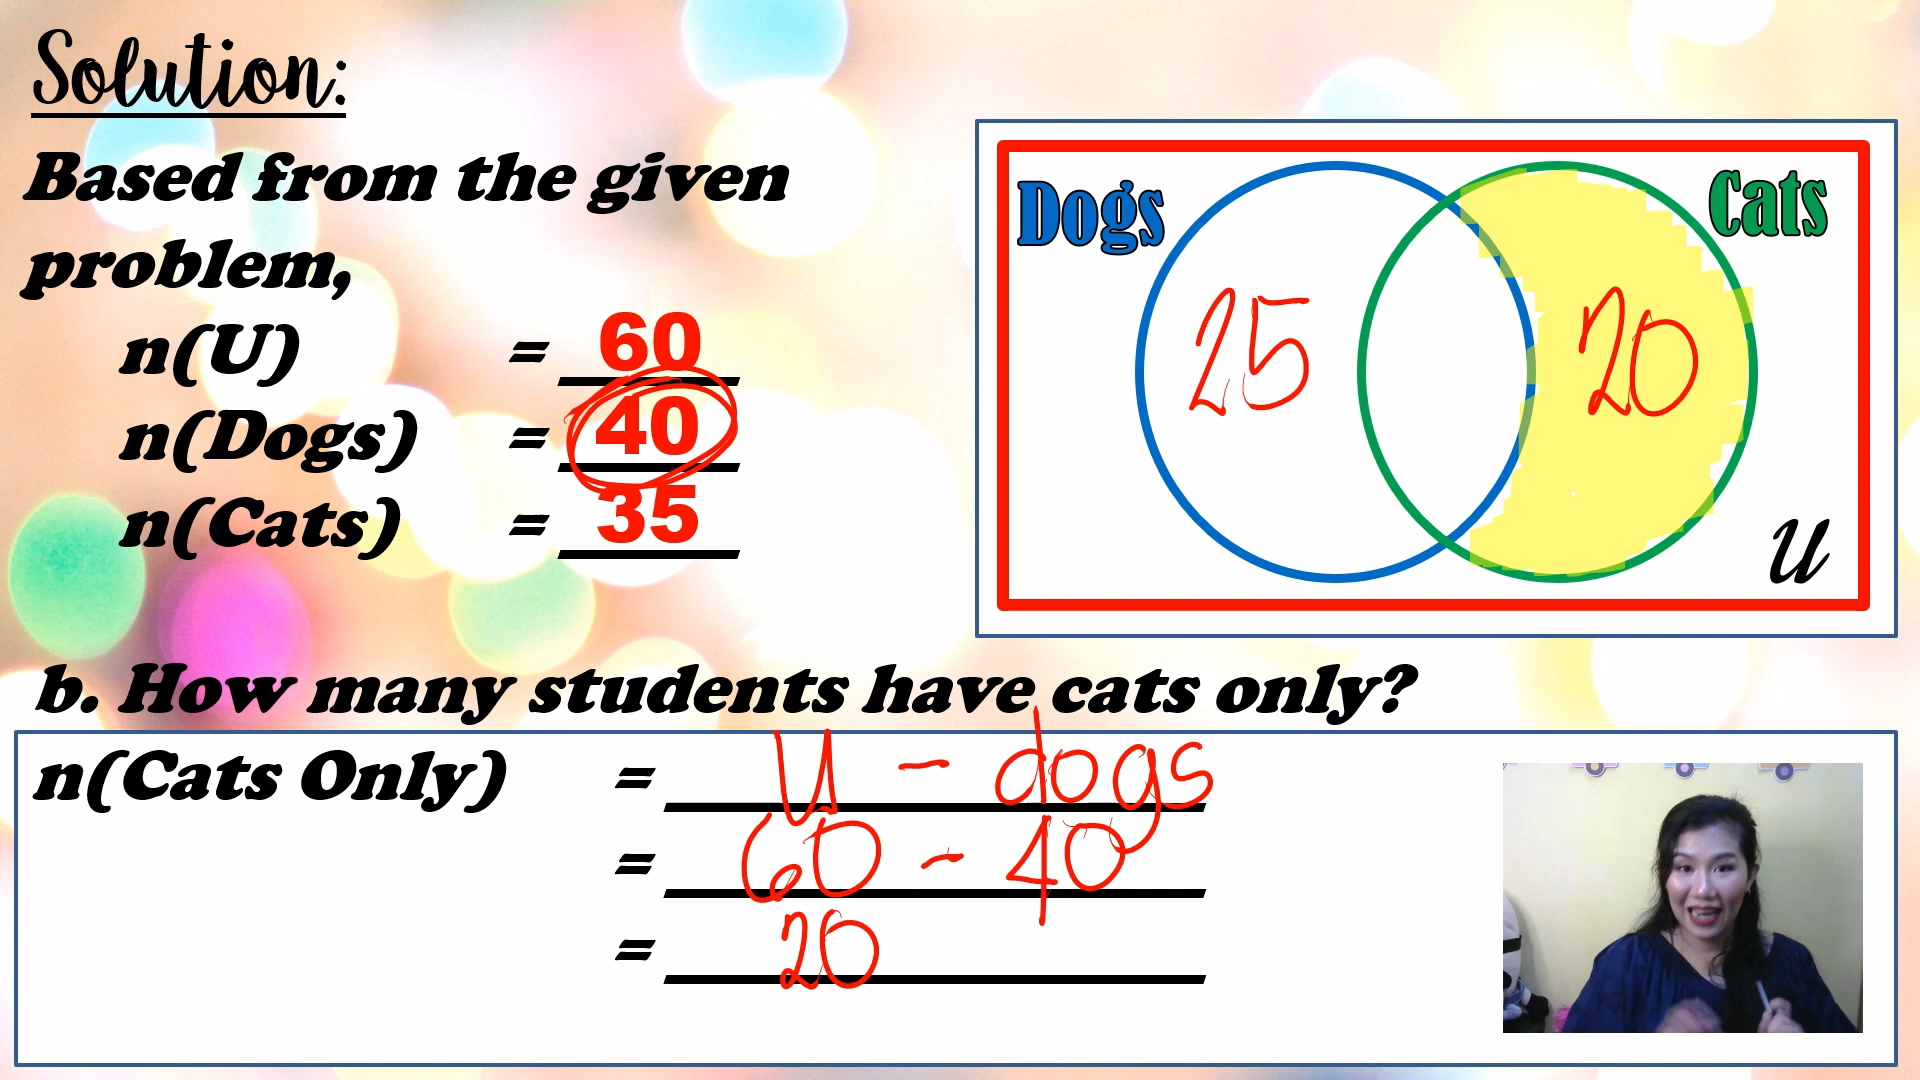 Solution:
Based from the given
problem,
n(U) = 60
n(Dogs) = 40
n(Cats) = 35
Dogs
Cats
25
20
U
b. How many students have cats only?
n(Cats Only) = U - dogs
= 60 - 40
= 20